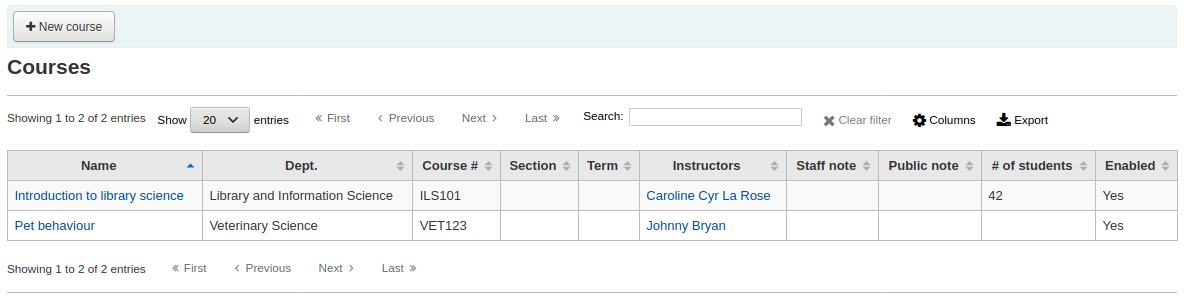 New course
Courses
Showing 1 to 2 of 2 entries Show 20 entries First Previous Next Last Search: Clear filter Columns Export
Name Dept. Course # Section Term Instructors Staff note Public note # of students Enabled
Introduction to library science Library and Information Science ILS101 Caroline Cyr La Rose 42 Yes
Pet behaviour Veterinary Science VET123 Johnny Bryan Yes
Showing 1 to 2 of 2 entries First Previous Next Last